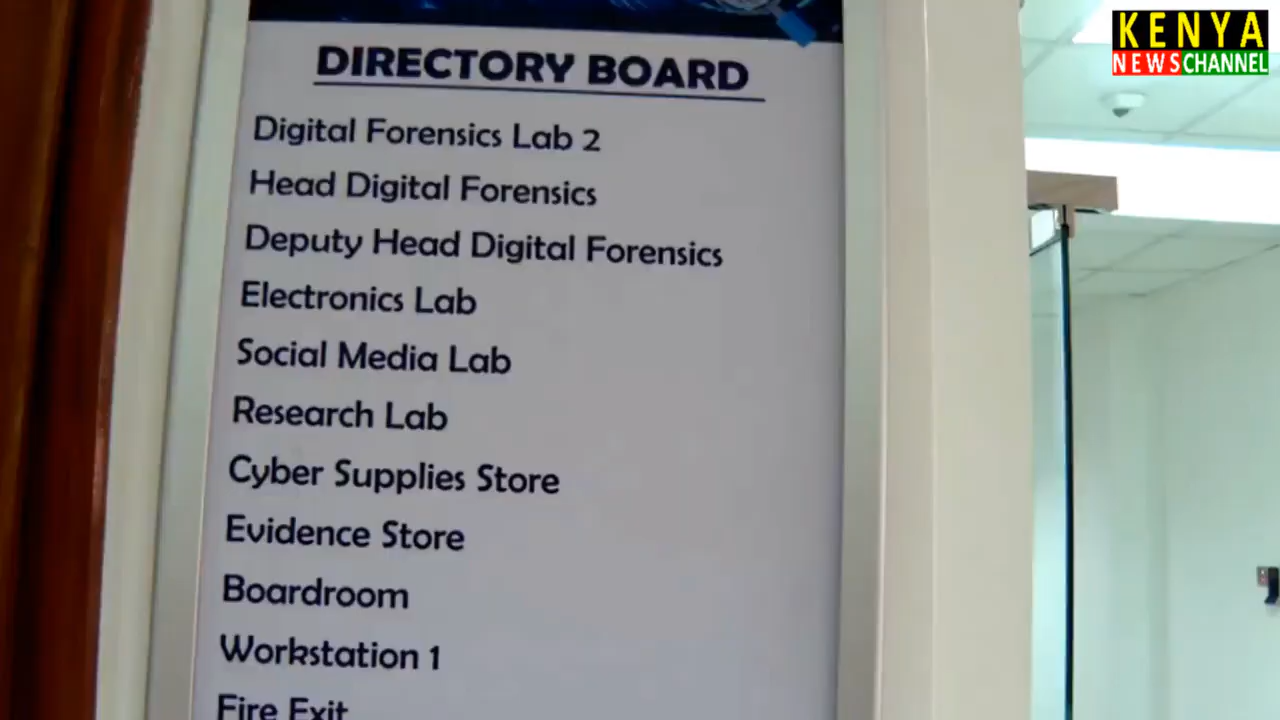 KENYA
NEWS CHANNEL
DIRECTORY BOARD
Digital Forensics Lab 2
Head Digital Forensics
Deputy Head Digital Forensics
Electronics Lab
Social Media Lab
Research Lab
Cyber Supplies Store
Evidence Store
Boardroom
Workstation 1
Fire Exit